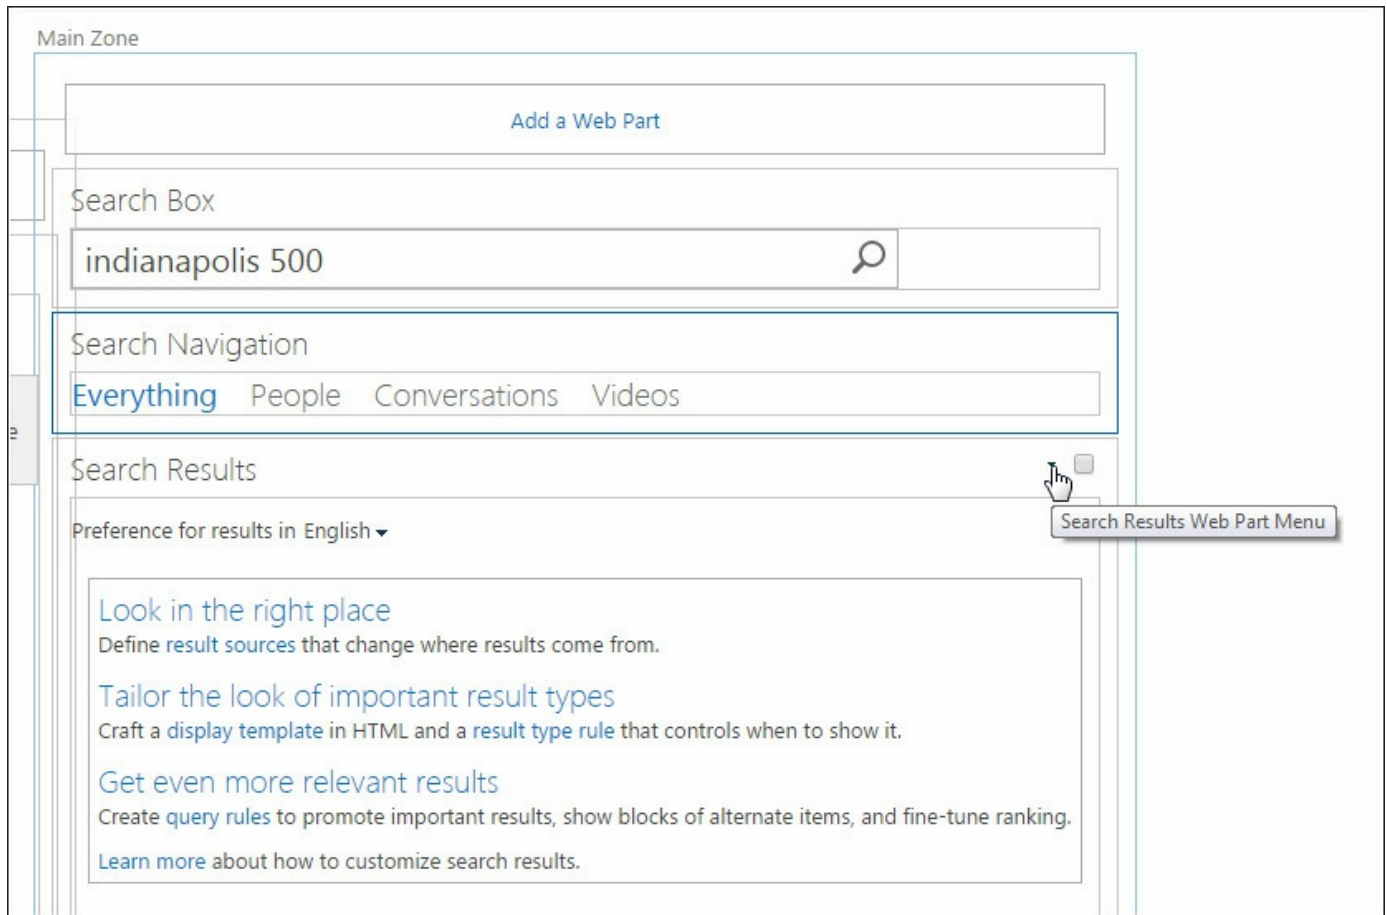 Main Zone
Add a Web Part
Search Box
indianapolis 500
Search Navigation
Everything People Conversations Videos
e
Search Results
Search Results Web Part Menu
Preference for results in English
Look in the right place
Define result sources that change where results come from.
Tailor the look of important result types
Craft a display template in HTML and a result type rule that controls when to show it.
Get even more relevant results
Create query rules to promote important results, show blocks of alternate items, and fine-tune ranking.
Learn more about how to customize search results.